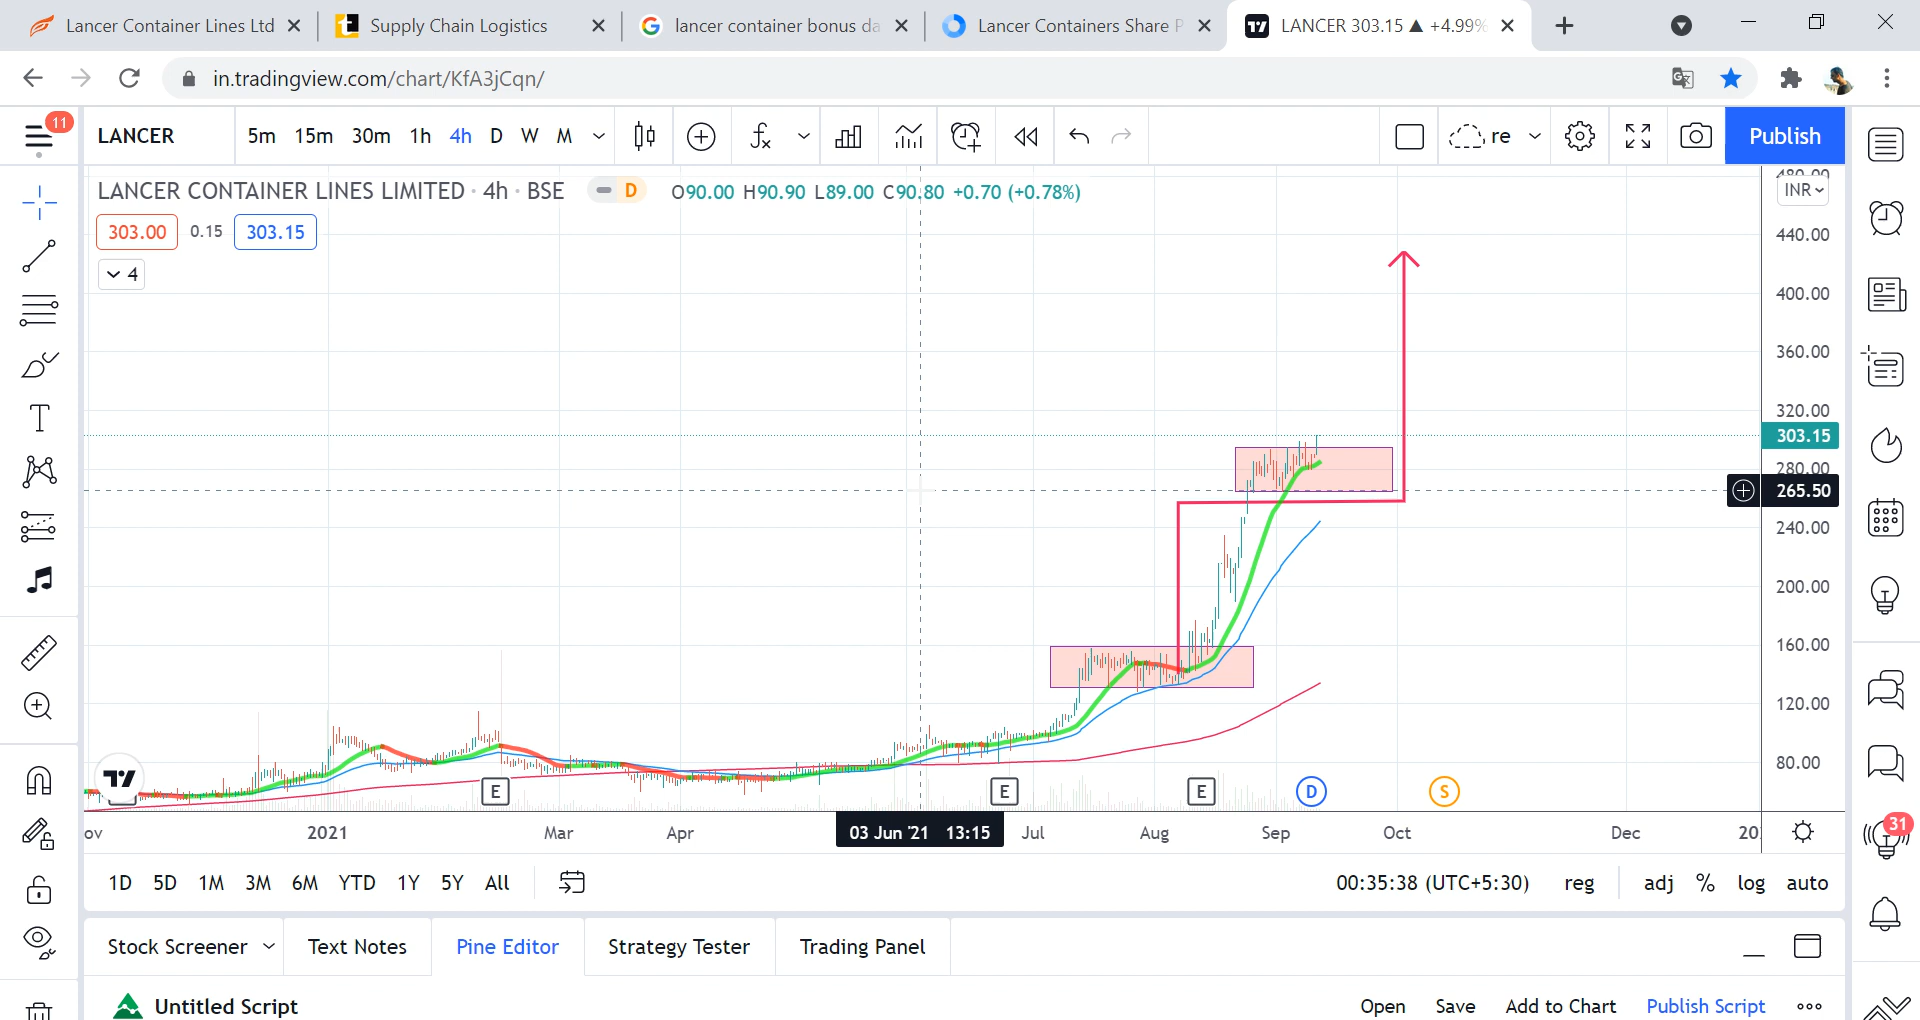 Lancer Container Lines Ltd
Supply Chain Logistics
lancer container bonus da
Lancer Containers Share P
LANCER 303.15 ▲ +4.99%
in.tradingview.com/chart/KfA3jCqn/
11
LANCER
5m 15m 30m 1h 4h D W M
re
Publish
LANCER CONTAINER LINES LIMITED · 4h · BSE
D
O90.00 H90.90 L89.00 C90.80 +0.70 (+0.78%)
303.00 0.15 303.15
4
480.00
INR
440.00
400.00
360.00
320.00
303.15
280.00
265.50
240.00
200.00
160.00
120.00
80.00
E
E
E
D
S
ov 2021 Mar Apr 03 Jun '21 13:15 Jul Aug Sep Oct Dec 20
31
1D 5D 1M 3M 6M YTD 1Y 5Y All
00:35:38 (UTC+5:30) reg adj % log auto
Stock Screener Text Notes Pine Editor Strategy Tester Trading Panel
Untitled Script
Open Save Add to Chart Publish Script